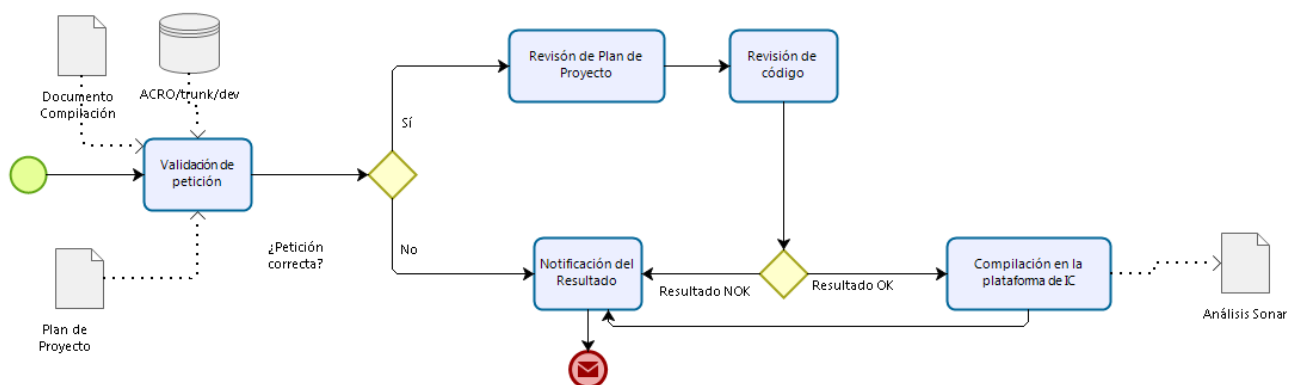 Documento
Compilación
ACRO/trunk/dev
Validación de
petición
Plan de
Proyecto
¿Petición
correcta?
Sí
No
Revisón de Plan de
Proyecto
Revisión de
código
Notificación del
Resultado
Resultado NOK
Resultado OK
Compilación en la
plataforma de IC
Análisis Sonar